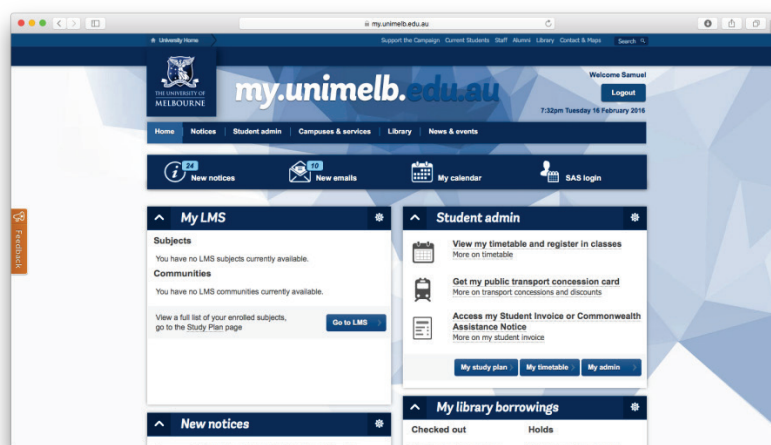 my.unimelb.edu.au
University Home
Support the Campaign Current Students Staff Alumni Library Contact & Maps Search
THE UNIVERSITY OF
MELBOURNE
my.unimelb.edu.au
Welcome Samuel
Logout
7:32pm Tuesday 16 February 2016
Home Notices Student admin Campuses & services Library News & events
24
New notices
10
New emails
My calendar
SAS login
Feedback
My LMS
Subjects
You have no LMS subjects currently available.
Communities
You have no LMS communities currently available.
View a full list of your enrolled subjects,
go to the Study Plan page
Go to LMS
Student admin
View my timetable and register in classes
More on timetable
Get my public transport concession card
More on transport concessions and discounts
Access my Student Invoice or Commonwealth
Assistance Notice
More on my student invoice
My study plan My timetable My admin
New notices
My library borrowings
Checked out Holds